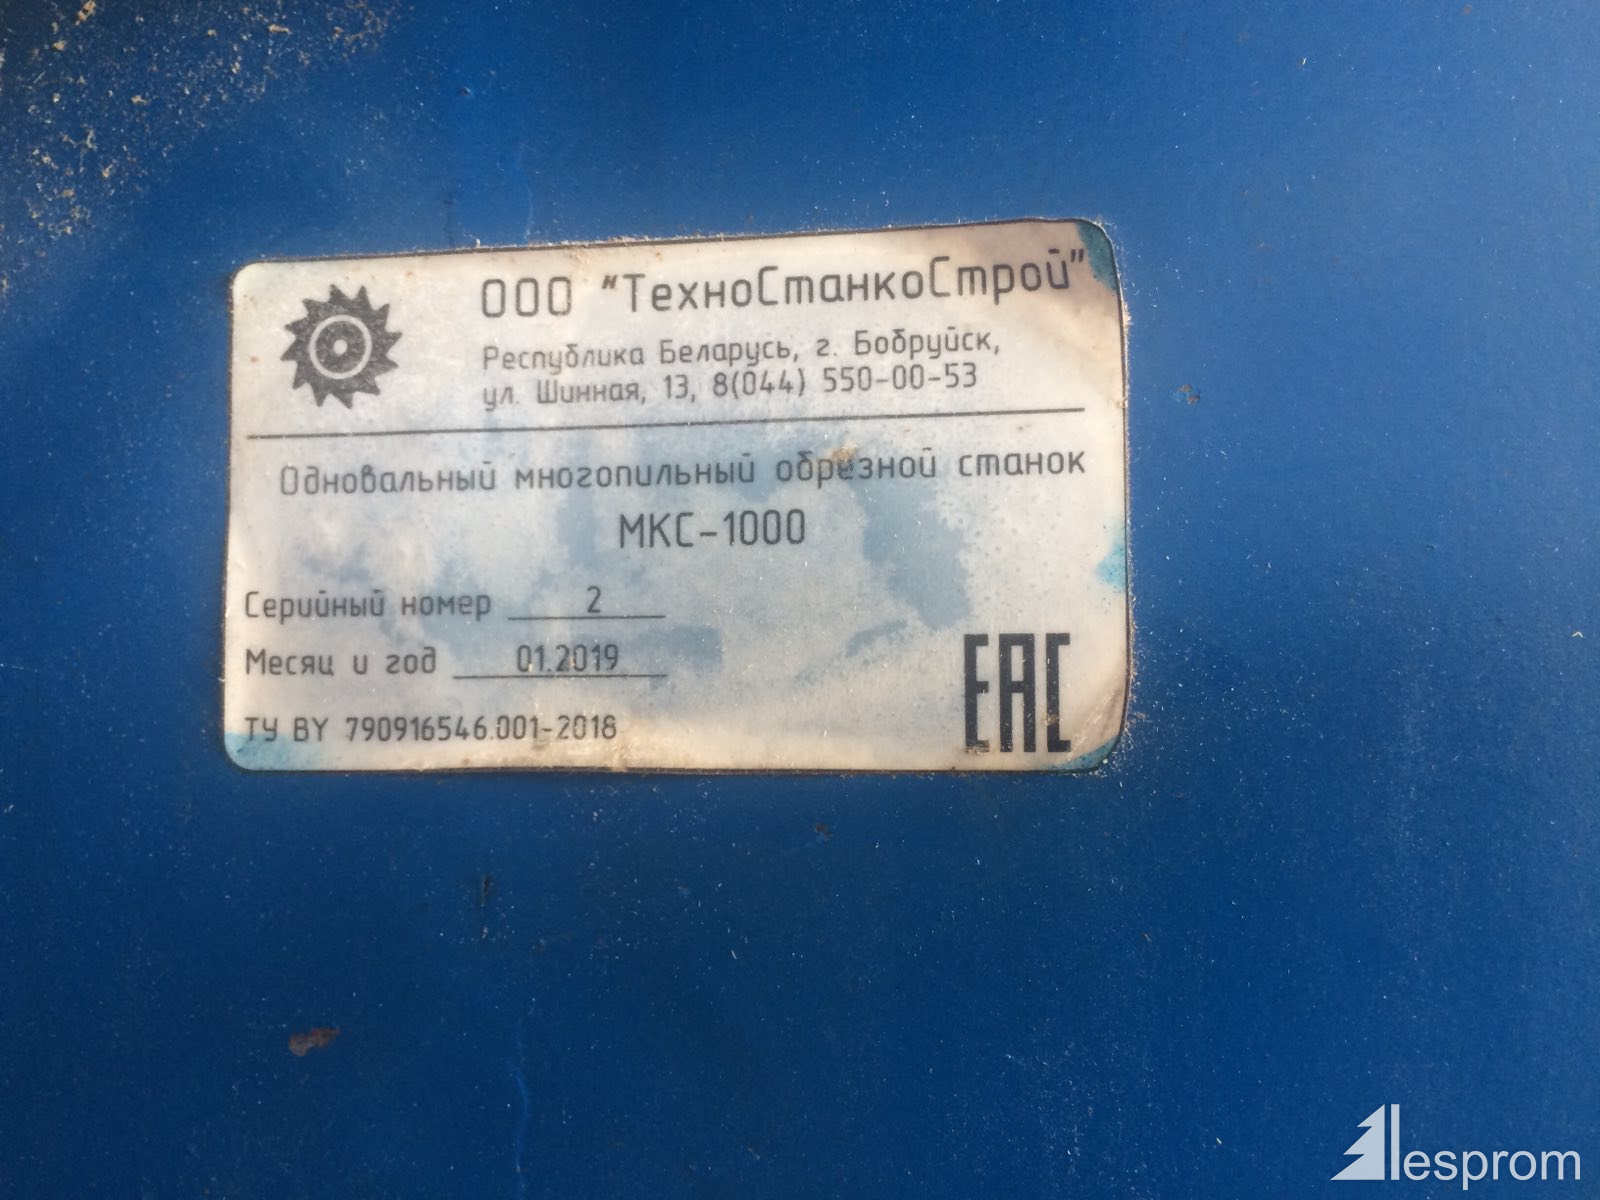 ООО "ТехноСтанкоСтрой"
Республика Беларусь, г. Бобруйск,
ул. Шинная, 13, 8(044) 550-00-53
Одновальный многопильный обрезной станок
МКС-1000
Серийный номер 2
Месяц и год 01.2019
ТУ BY 790916546.001-2018
EAC
lesprom